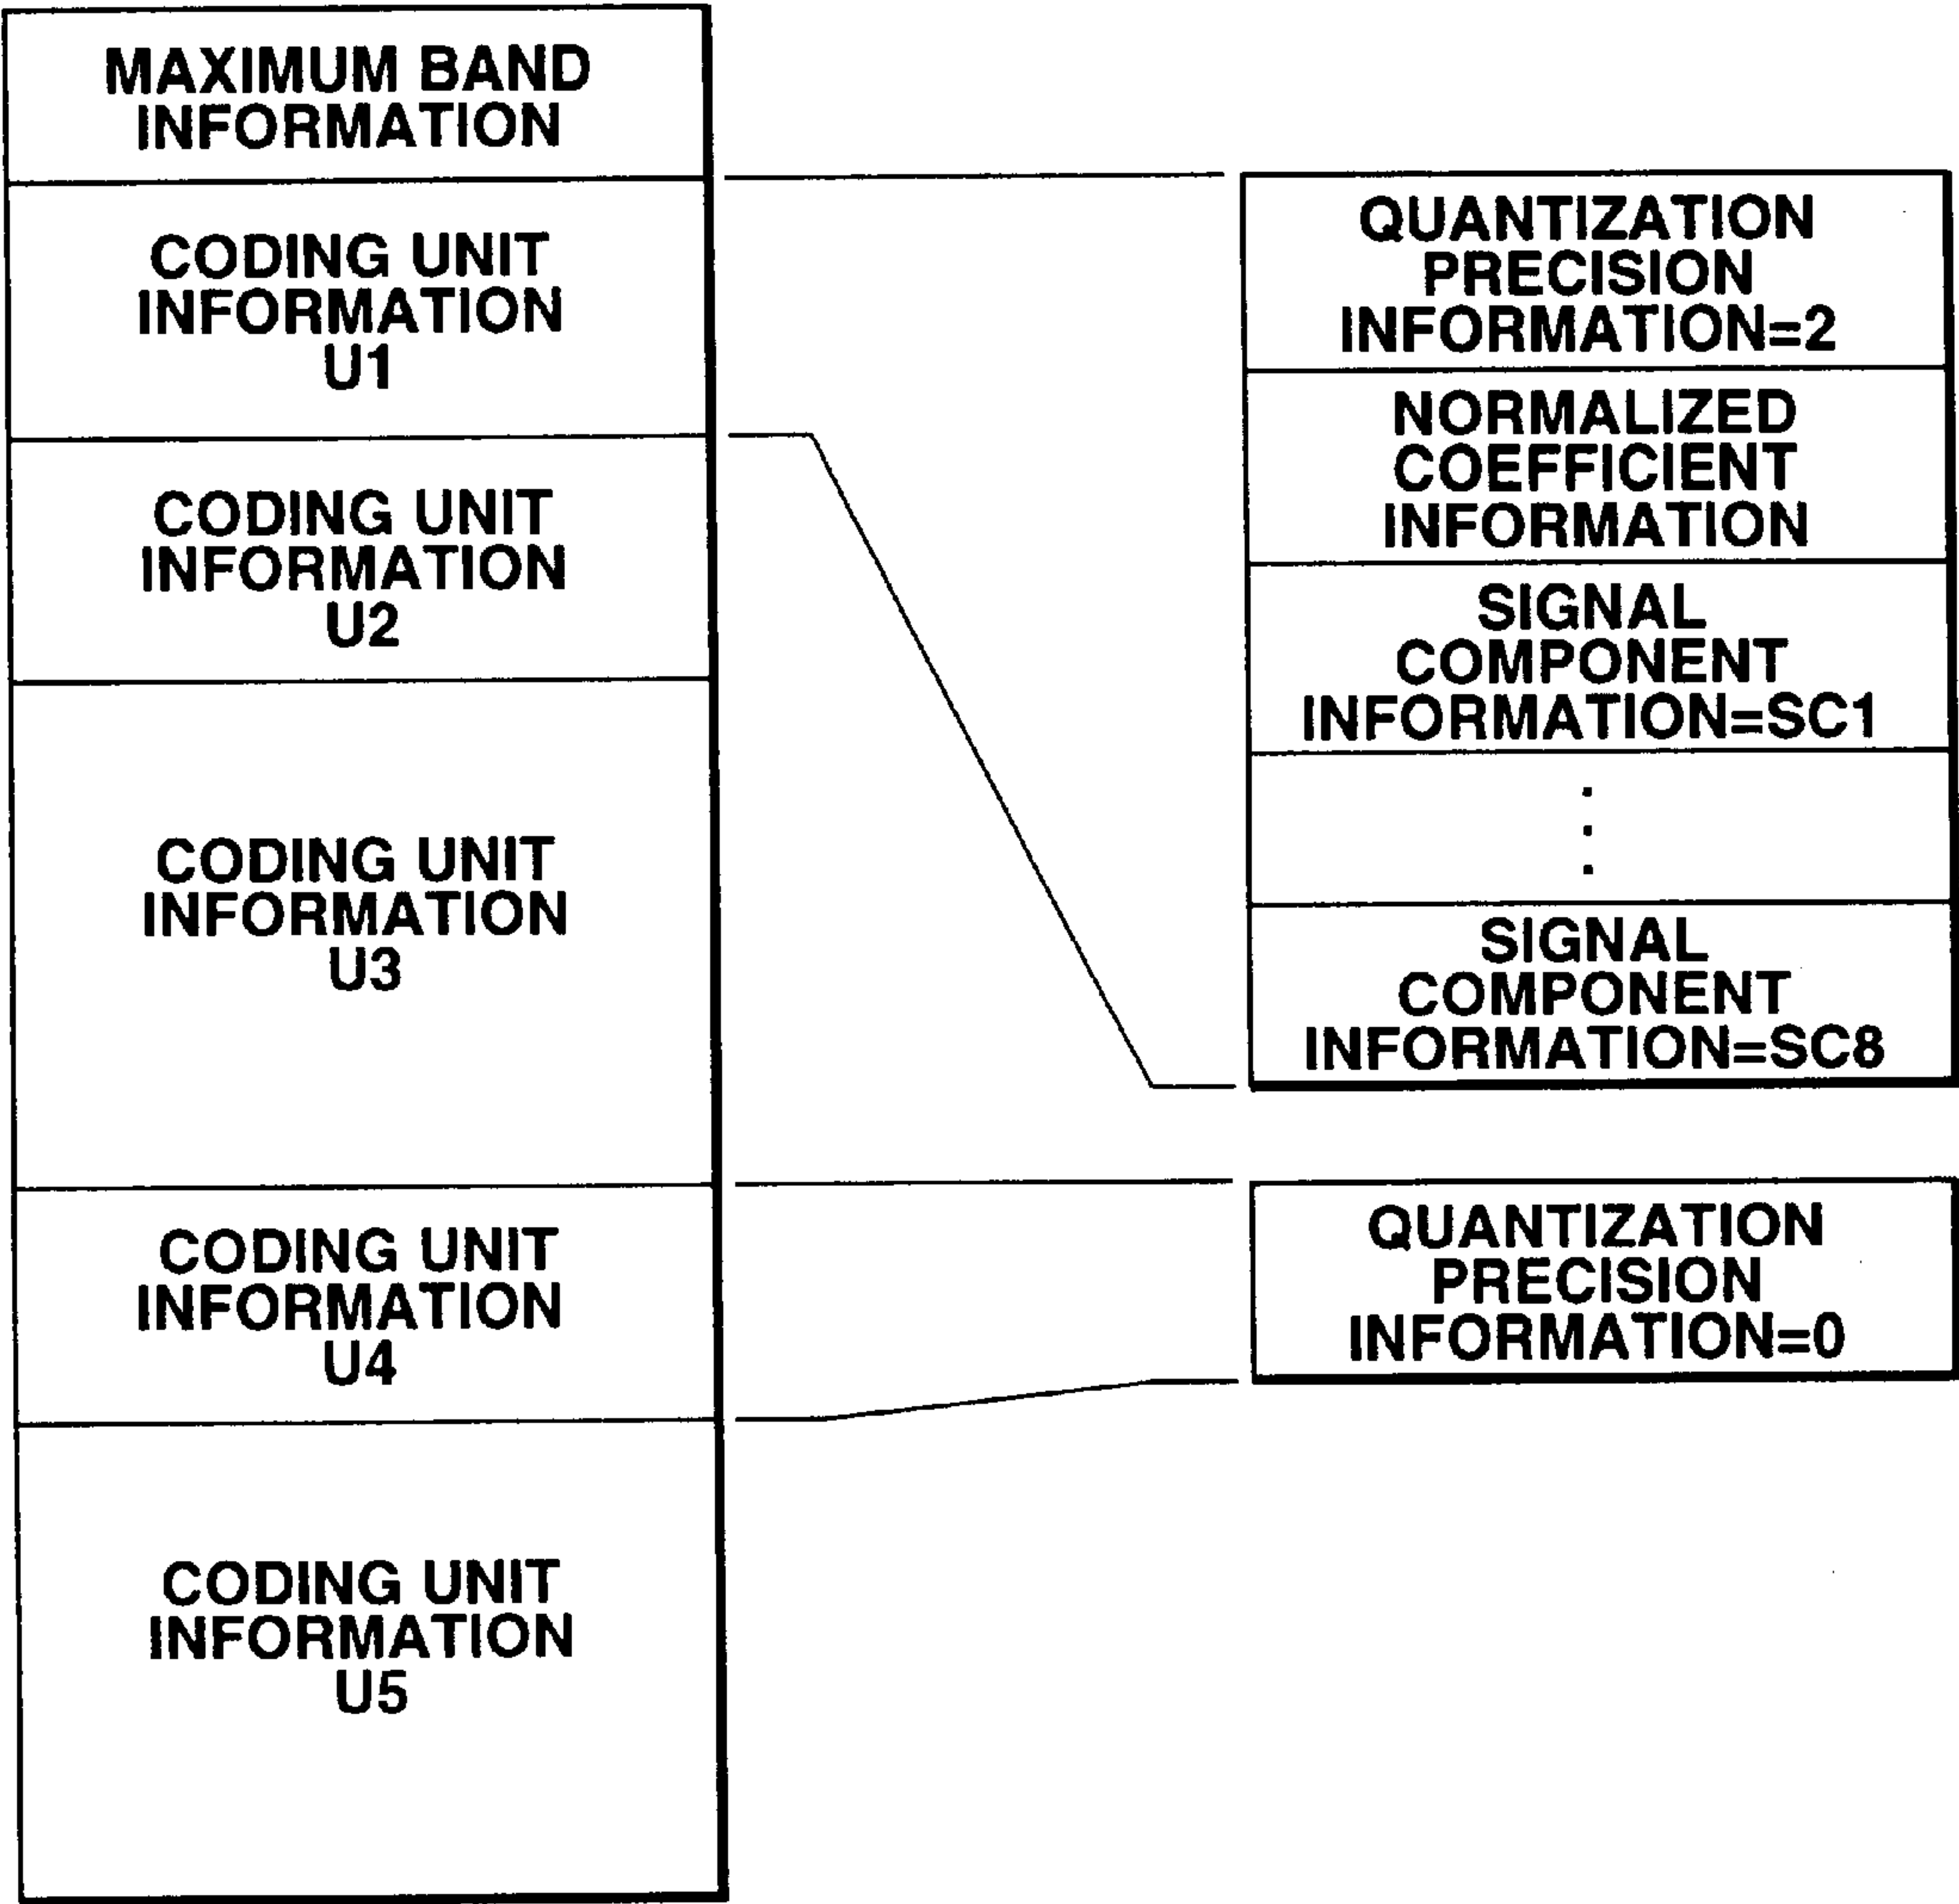 MAXIMUM BAND
INFORMATION
CODING UNIT
INFORMATION
U1
CODING UNIT
INFORMATION
U2
CODING UNIT
INFORMATION
U3
CODING UNIT
INFORMATION
U4
CODING UNIT
INFORMATION
U5
QUANTIZATION
PRECISION
INFORMATION=2
NORMALIZED
COEFFICIENT
INFORMATION
SIGNAL
COMPONENT
INFORMATION=SC1
.
.
.
SIGNAL
COMPONENT
INFORMATION=SC8
QUANTIZATION
PRECISION
INFORMATION=0